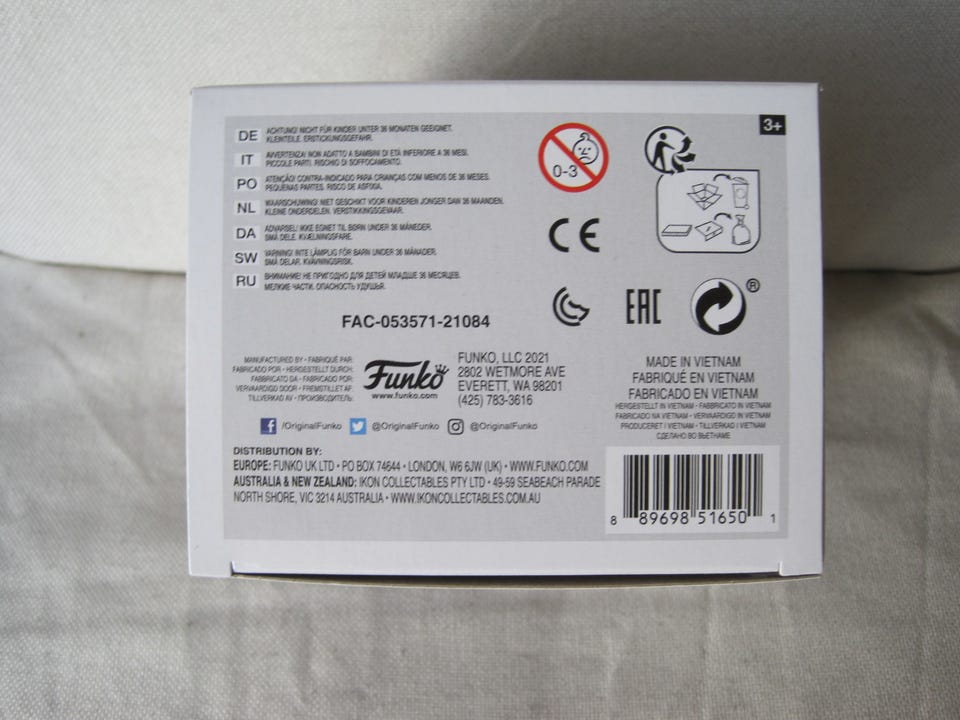 DE ACHTUNG! NICHT FÜR KINDER UNTER 36 MONATEN GEEIGNET.
KLEINTEILE. ERSTICKUNGSGEFAHR.
IT AVVERTENZA! NON ADATTO A BAMBINI DI ETÀ INFERIORE A 36 MESI.
PICCOLE PARTI. RISCHIO DI SOFFOCAMENTO.
PO ATENÇÃO! CONTRA-INDICADO PARA CRIANÇAS COM MENOS DE 36 MESES.
PEQUENAS PARTES. RISCO DE ASFIXIA.
NL WAARSCHUWING! NIET GESCHIKT VOOR KINDEREN JONGER DAN 36 MAANDEN.
KLEINE ONDERDELEN. VERSTIKKINGSGEVAAR.
DA ADVARSEL! IKKE EGNET TIL BØRN UNDER 36 MÅNEDER.
SMÅ DELE. KVÆLNINGSFARE.
SW VARNING! INTE LÄMPLIG FÖR BARN UNDER 36 MÅNADER.
SMÅ DELAR. KVÄVNINGSRISK.
RU ВНИМАНИЕ! НЕ ПРИГОДНО ДЛЯ ДЕТЕЙ МЛАДШЕ 36 МЕСЯЦЕВ.
МЕЛКИЕ ЧАСТИ. ОПАСНОСТЬ УДУШЬЯ.
0-3
3+
CE
EAC
®
FAC-053571-21084
MANUFACTURED BY • FABRIQUÉ PAR:
FABRICADO POR • HERGESTELLT DURCH:
FABBRICATO DA • FABRICADO POR:
VERVAARDIGD DOOR • FREMSTILLET AF:
TILLVERKAD AV • ПРОИЗВОДИТЕЛЬ:
Funko
www.funko.com
FUNKO, LLC 2021
2802 WETMORE AVE
EVERETT, WA 98201
(425) 783-3616
MADE IN VIETNAM
FABRIQUÉ EN VIETNAM
FABRICADO EN VIETNAM
HERGESTELLT IN VIETNAM • FABBRICATO IN VIETNAM
FABRICADO NA VIETNAM • VERVAARDIGD IN VIETNAM
PRODUCERET I VIETNAM • TILLVERKAD I VIETNAM
СДЕЛАНО ВО ВЬЕТНАМЕ
f /OriginalFunko @OriginalFunko @OriginalFunko
DISTRIBUTION BY:
EUROPE: FUNKO UK LTD • PO BOX 74644 • LONDON, W6 6JW (UK) • WWW.FUNKO.COM
AUSTRALIA & NEW ZEALAND: IKON COLLECTABLES PTY LTD • 49-59 SEABEACH PARADE
NORTH SHORE, VIC 3214 AUSTRALIA • WWW.IKONCOLLECTABLES.COM.AU
8 89698 51650 1